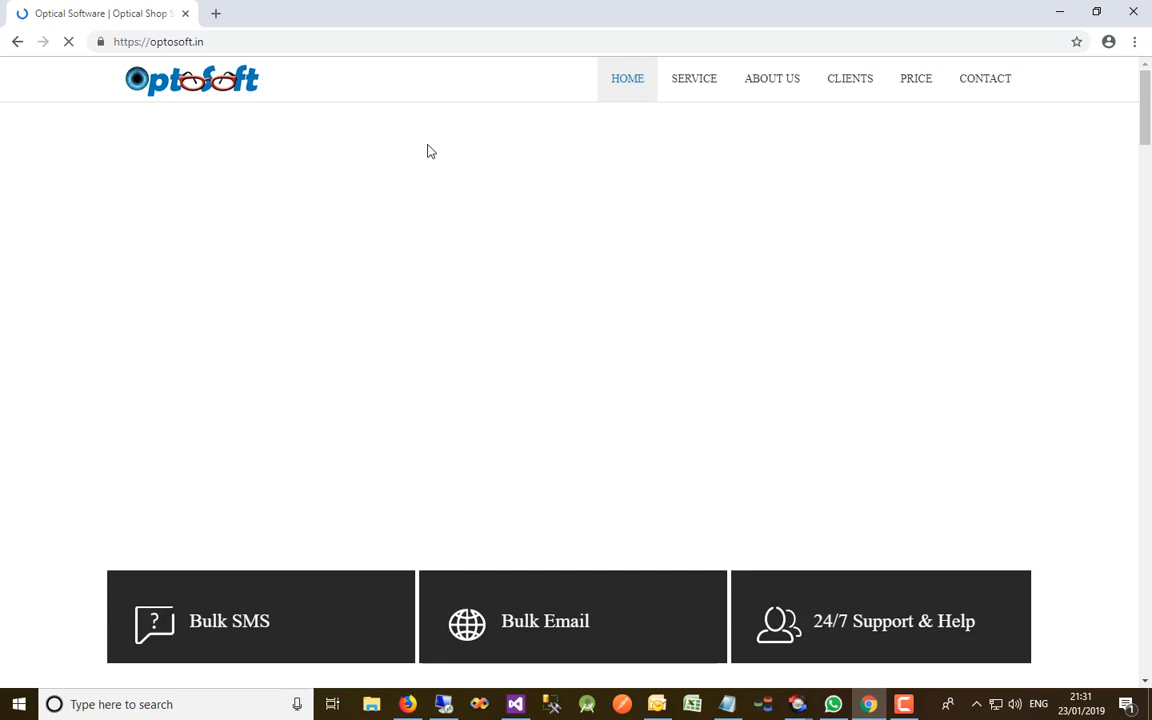 Optical Software | Optical Shop S
https://optosoft.in
OptoSoft
HOME SERVICE ABOUT US CLIENTS PRICE CONTACT
Bulk SMS
Bulk Email
24/7 Support & Help
Type here to search
ENG
21:31
23/01/2019
1